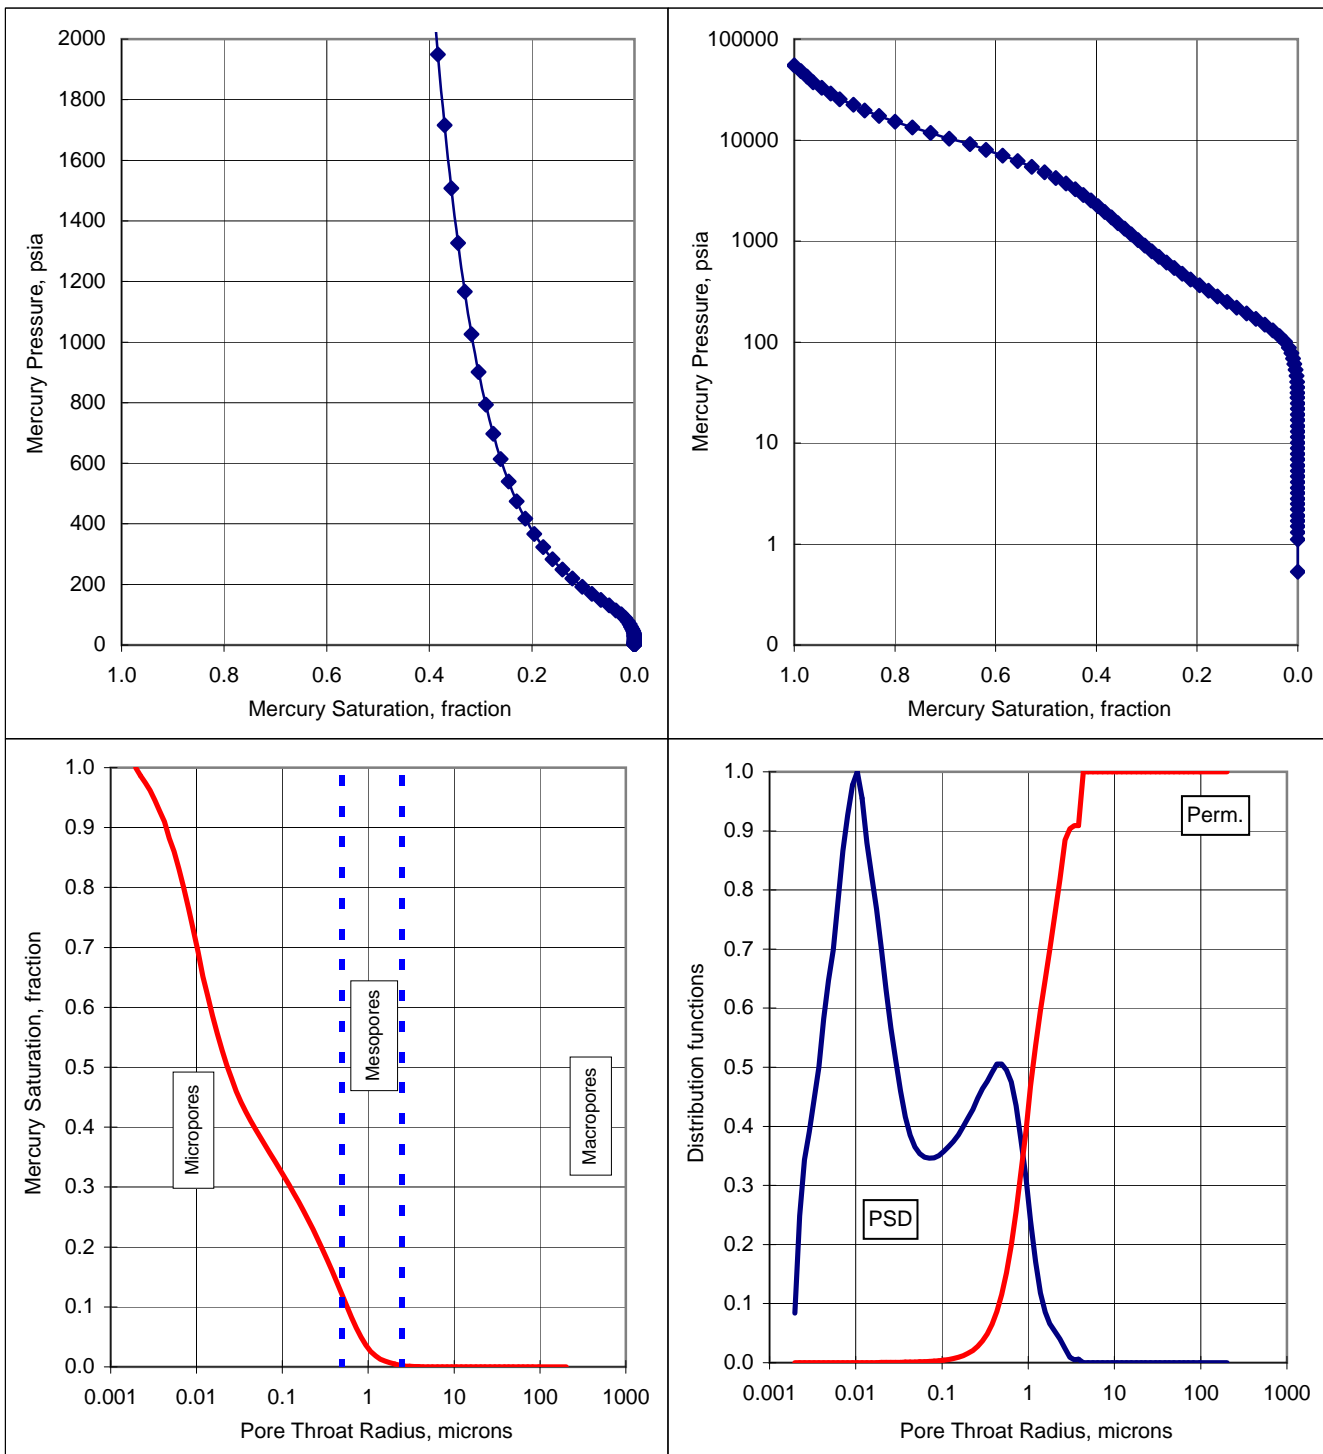 2000
1800
1600
1400
1200
1000
800
600
400
200
0
Mercury Pressure, psia
1.0 0.8 0.6 0.4 0.2 0.0
Mercury Saturation, fraction
100000
10000
1000
100
10
1
0
Mercury Pressure, psia
1.0 0.8 0.6 0.4 0.2 0.0
Mercury Saturation, fraction
1.0
0.9
0.8
0.7
0.6
0.5
0.4
0.3
0.2
0.1
0.0
Mercury Saturation, fraction
Micropores
Mesopores
Macropores
0.001 0.01 0.1 1 10 100 1000
Pore Throat Radius, microns
1.0
0.9
0.8
0.7
0.6
0.5
0.4
0.3
0.2
0.1
0.0
Distribution functions
Perm.
PSD
0.001 0.01 0.1 1 10 100 1000
Pore Throat Radius, microns